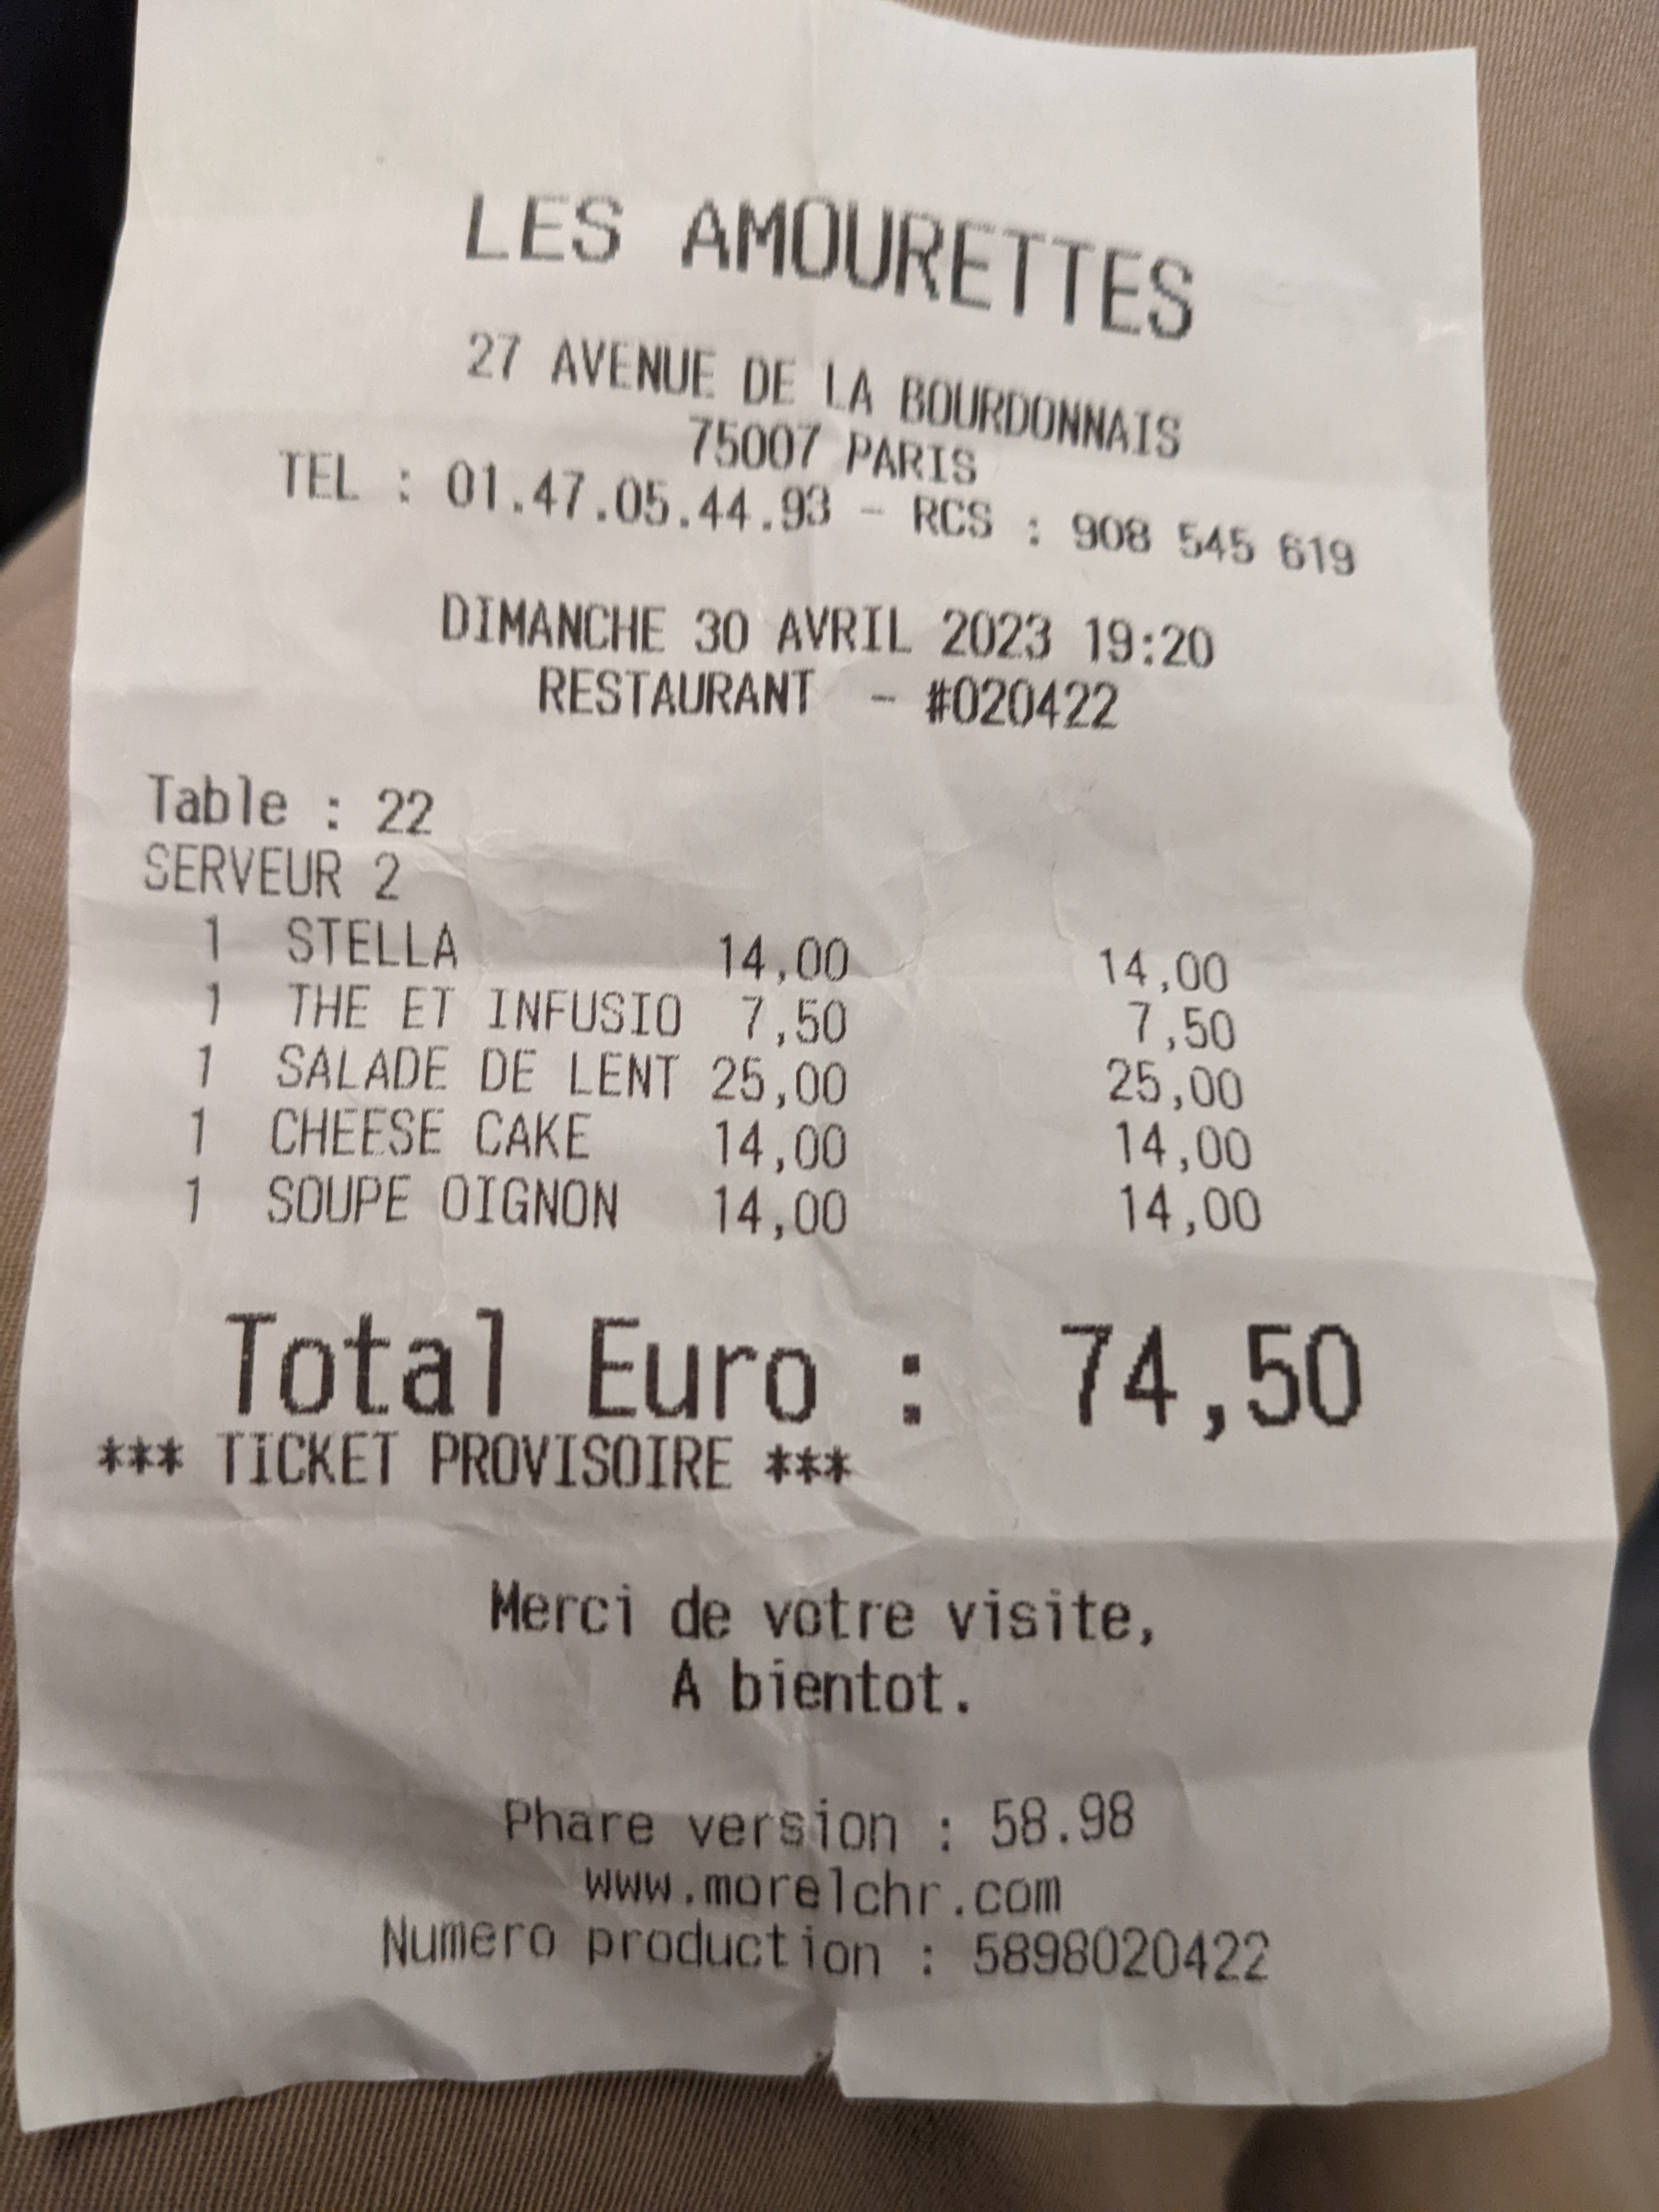 LES AMOURETTES
27 AVENUE DE LA BOURDONNAIS
75007 PARIS
TEL : 01.47.05.44.93 - RCS : 908 545 619
DIMANCHE 30 AVRIL 2023 19:20
RESTAURANT - #020422
Table : 22
SERVEUR 2
1 STELLA 14,00 14,00
1 THE ET INFUSIO 7,50 7,50
1 SALADE DE LENT 25,00 25,00
1 CHEESE CAKE 14,00 14,00
1 SOUPE OIGNON 14,00 14,00
Total Euro : 74,50
*** TICKET PROVISOIRE ***
Merci de votre visite,
A bientot.
Phare version : 58.98
www.morelchr.com
Numero production : 5898020422